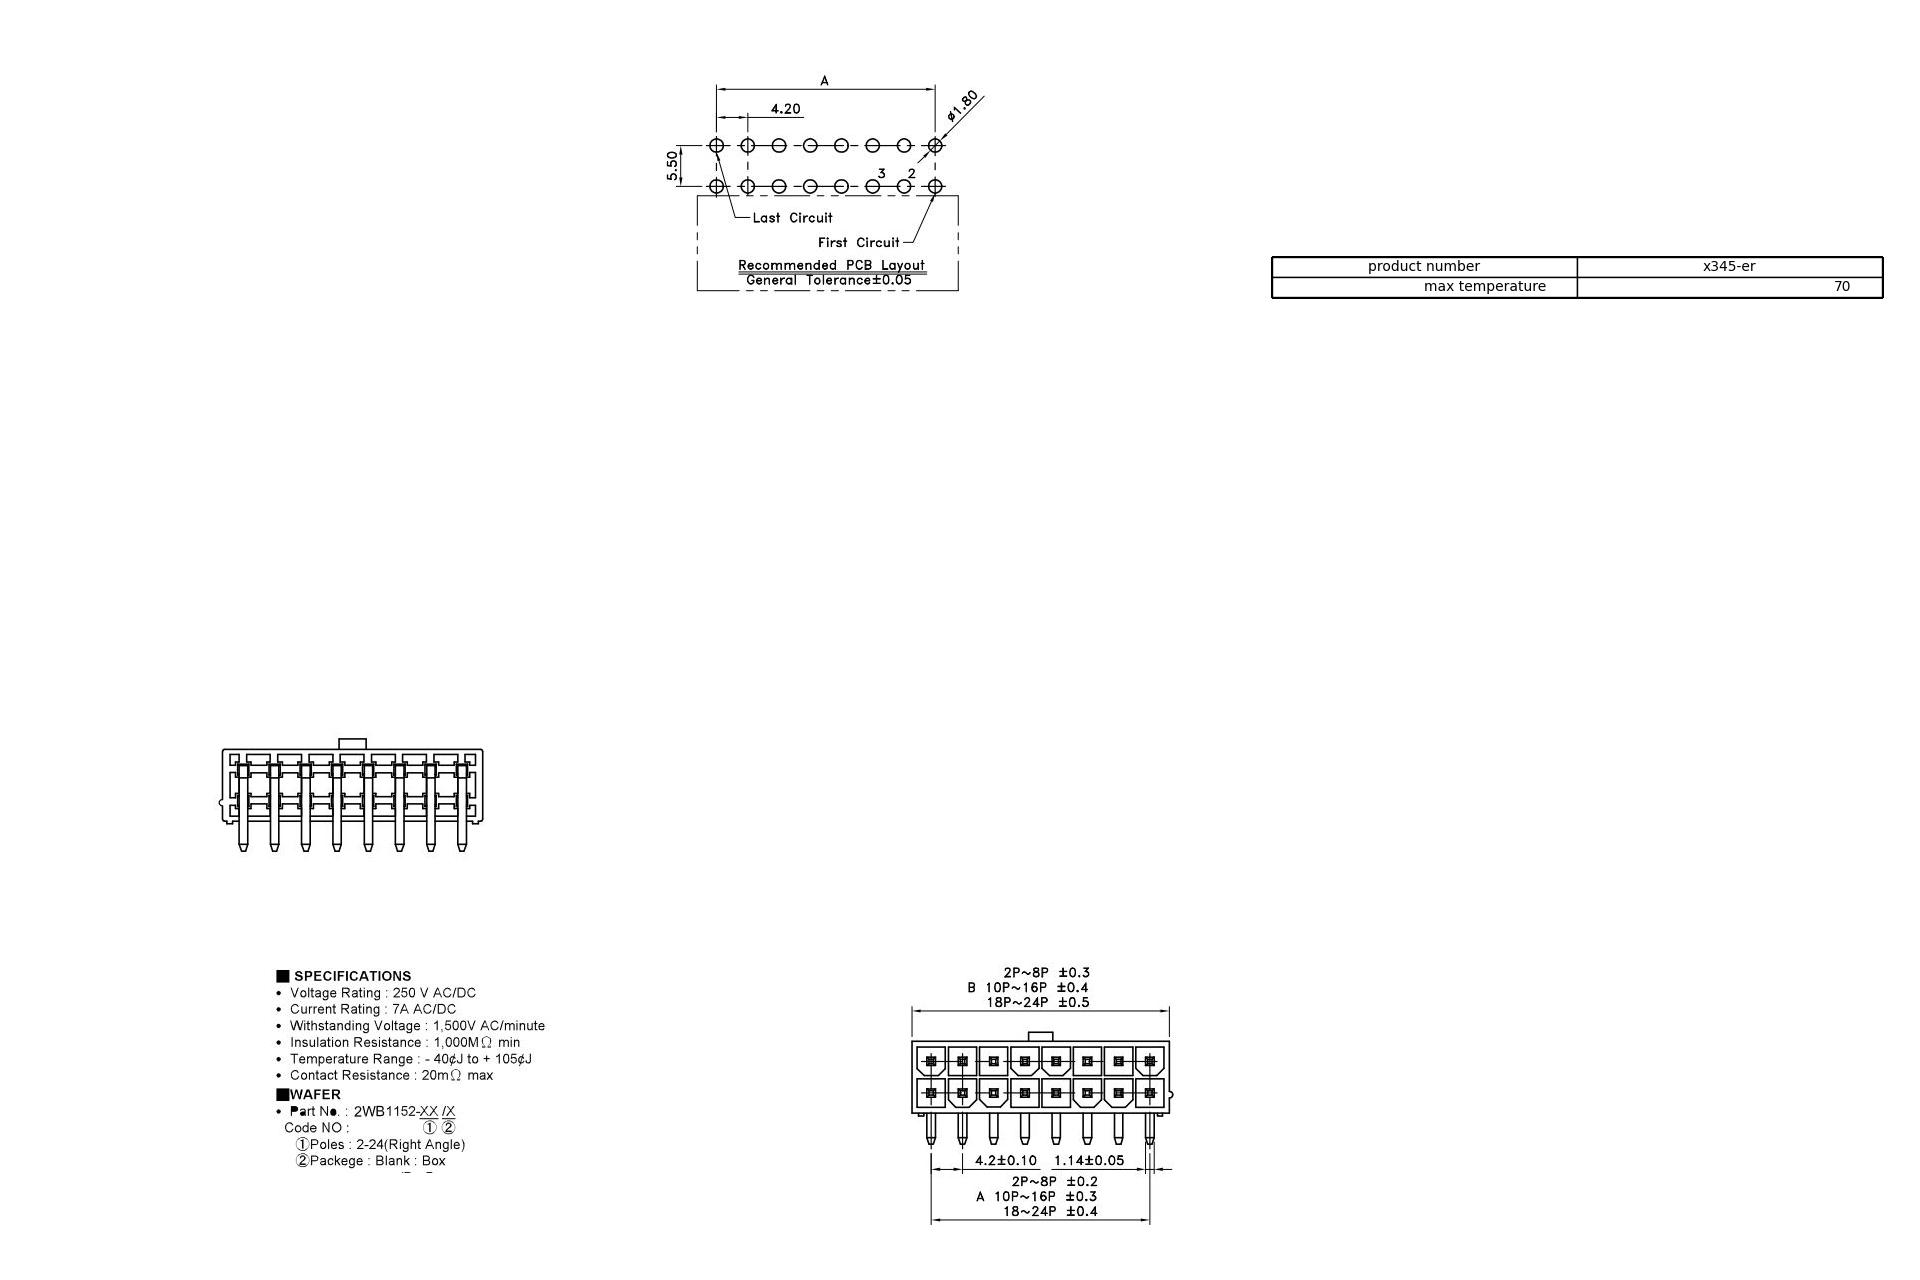 A
4.20
ø1.80
5.50
3 2
Last Circuit
First Circuit
Recommended PCB Layout
General Tolerance±0.05
product number x345-er
max temperature 70
■ SPECIFICATIONS
• Voltage Rating : 250 V AC/DC
• Current Rating : 7A AC/DC
• Withstanding Voltage : 1,500V AC/minute
• Insulation Resistance : 1,000MΩ min
• Temperature Range : - 40¢J to + 105¢J
• Contact Resistance : 20mΩ max
■WAFER
• Part No. : 2WB1152-XX /X
Code NO : ① ②
①Poles : 2-24(Right Angle)
②Packege : Blank : Box
2P~8P ±0.3
B 10P~16P ±0.4
18P~24P ±0.5
4.2±0.10 1.14±0.05
2P~8P ±0.2
A 10P~16P ±0.3
18~24P ±0.4